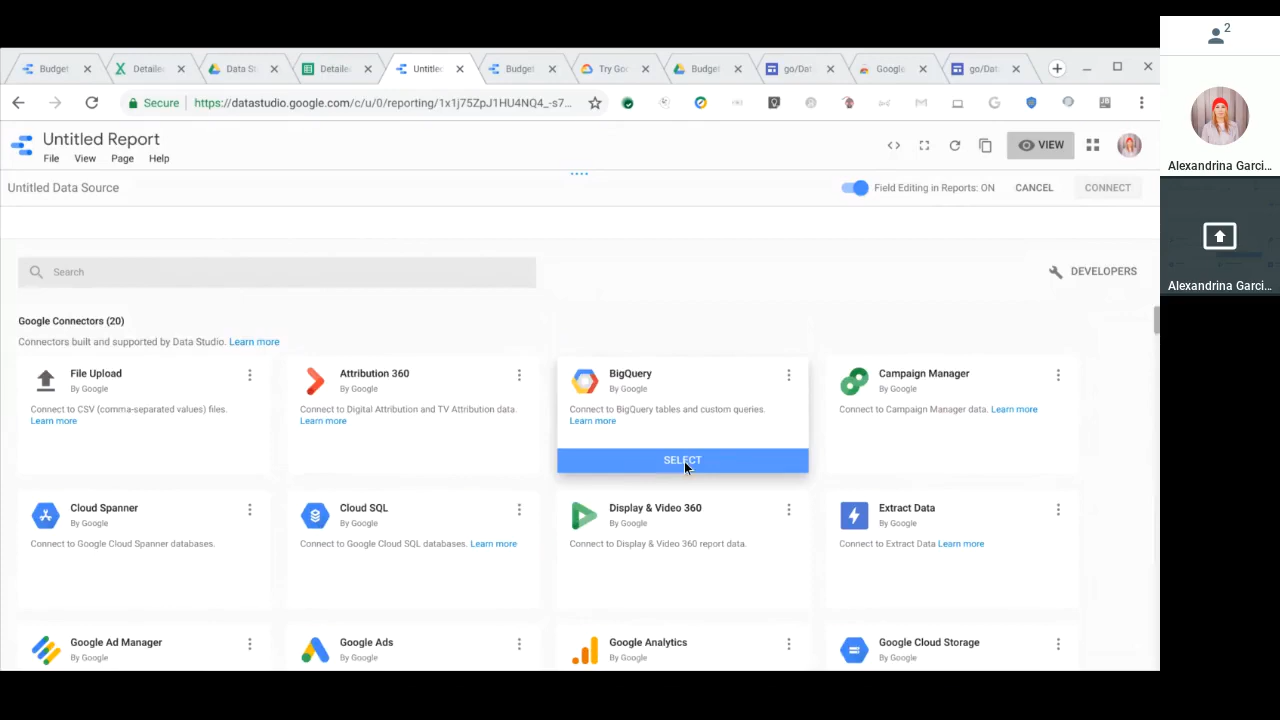 2
Budget
Detaile
Data S
Detaile
Untitle
Budget
Try Go
Budget
go/Dat
Google
go/Dat
Secure
https://datastudio.google.com/c/u/0/reporting/1x1j75ZpJ1HU4NQ4_-s7...
Untitled Report
File View Page Help
VIEW
Untitled Data Source
Field Editing in Reports: ON
CANCEL
CONNECT
Alexandrina Garci...
Alexandrina Garci...
Search
DEVELOPERS
Google Connectors (20)
Connectors built and supported by Data Studio. Learn more
File Upload
By Google
Connect to CSV (comma-separated values) files.
Learn more
Attribution 360
By Google
Connect to Digital Attribution and TV Attribution data.
Learn more
BigQuery
By Google
Connect to BigQuery tables and custom queries.
Learn more
SELECT
Campaign Manager
By Google
Connect to Campaign Manager data. Learn more
Cloud Spanner
By Google
Connect to Google Cloud Spanner databases.
Cloud SQL
By Google
Connect to Google Cloud SQL databases. Learn more
Display & Video 360
By Google
Connect to Display & Video 360 report data.
Extract Data
By Google
Connect to Extract Data Learn more
Google Ad Manager
By Google
Google Ads
By Google
Google Analytics
By Google
Google Cloud Storage
By Google